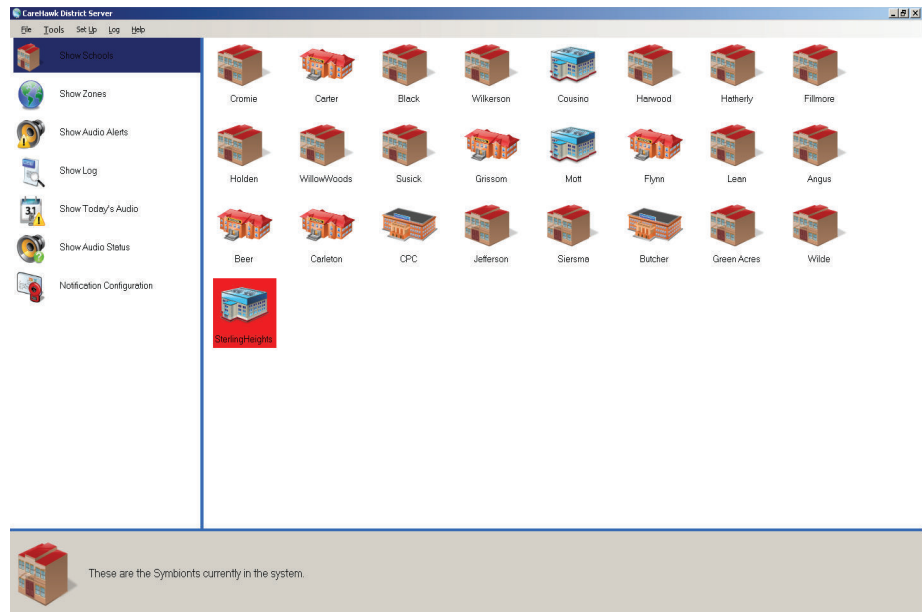 CareHawk District Server
File Tools Set Up Log Help
Show Schools
Show Zones
Show Audio Alerts
Show Log
31
Show Today's Audio
Show Audio Status
Notification Configuration
Cromie Carter Black Wilkerson Cousino Harwood Hatherly Fillmore
Holden WillowWoods Susick Grissom Mott Flynn Lean Angus
Beer Carleton CPC Jefferson Siersma Butcher Green Acres Wilde
SterlingHeights
These are the Symbionts currently in the system.